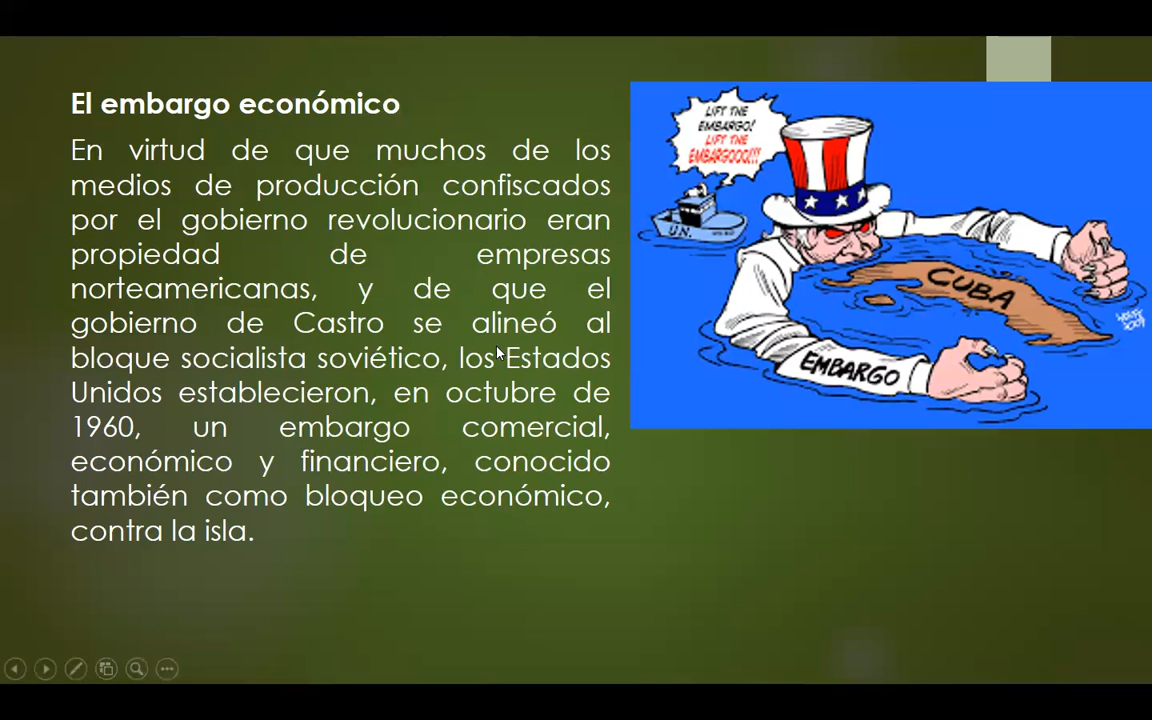 El embargo económico
En virtud de que muchos de los
medios de producción confiscados
por el gobierno revolucionario eran
propiedad de empresas
norteamericanas, y de que el
gobierno de Castro se alineó al
bloque socialista soviético, los Estados
Unidos establecieron, en octubre de
1960, un embargo comercial,
económico y financiero, conocido
también como bloqueo económico,
contra la isla.
LIFT THE
EMBARGO!
LIFT THE
EMBARGOOO!!!
U.N.
CUBA
EMBARGO